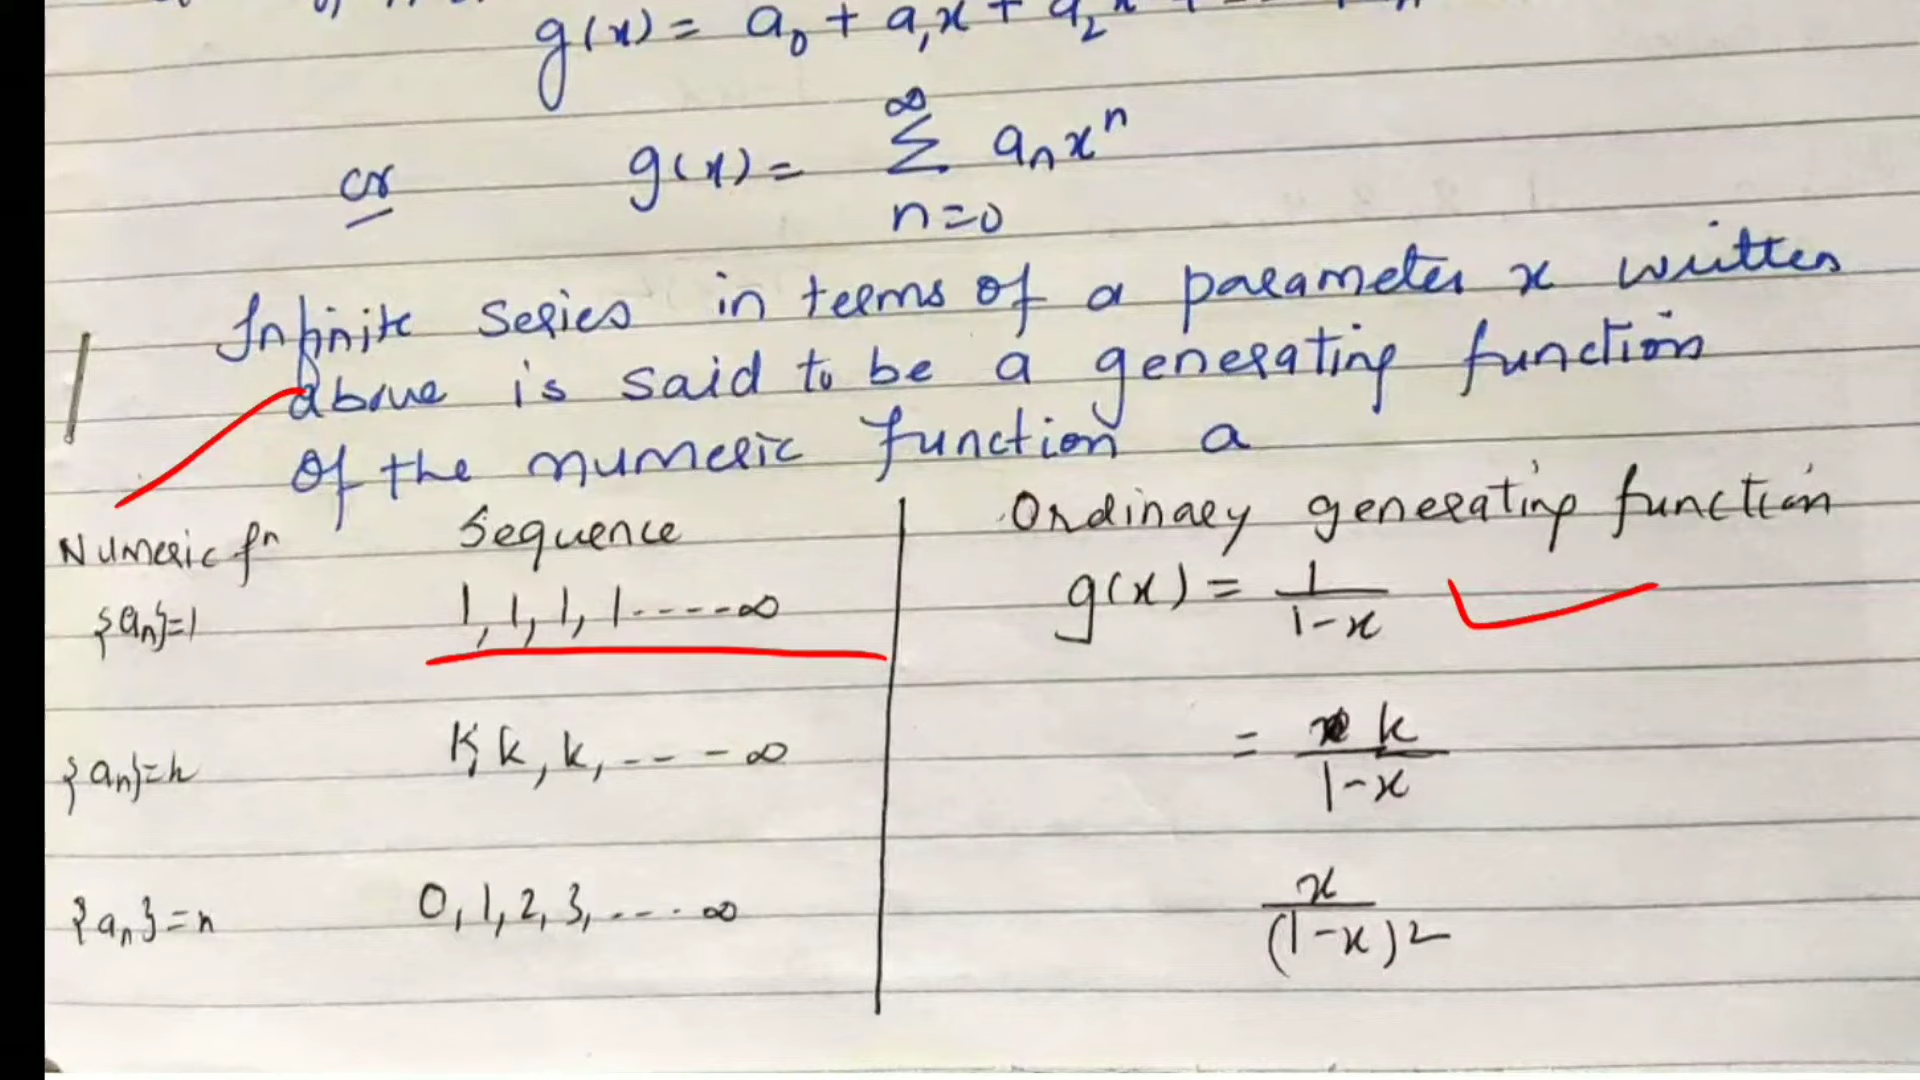 g(x) = a₀ + a₁x + a₂x
or g(x) = ∞ Σ n=0 aₙxⁿ
Infinite series in terms of a parameter x written
above is said to be a generating function
of the numeric function a
Numeric fⁿ Sequence Ordinary generating function
{aₙ}=1 1, 1, 1, 1-----∞ g(x) = 1/(1-x)
{aₙ}=k k, k, k, --- -∞ = k/(1-x)
{aₙ}=n 0, 1, 2, 3, ---- ∞ x/(1-x)2